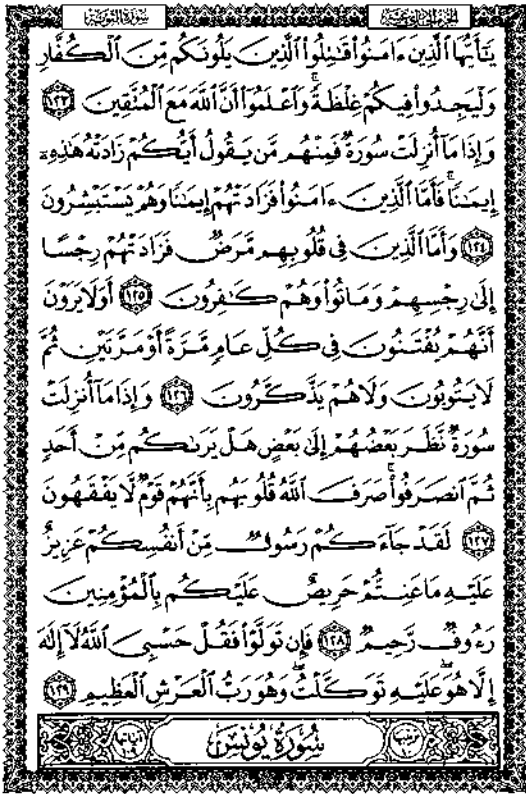 سورة التوبة
الجزء الحادي عشر
يَـٰٓأَيُّهَا ٱلَّذِينَ ءَامَنُوا۟ قَـٰتِلُوا۟ ٱلَّذِينَ يَلُونَكُم مِّنَ ٱلْكُفَّارِ
وَلْيَجِدُوا۟ فِيكُمْ غِلْظَةً ۚ وَٱعْلَمُوٓا۟ أَنَّ ٱللَّهَ مَعَ ٱلْمُتَّقِينَ ١٢٣
وَإِذَا مَآ أُنزِلَتْ سُورَةٌ فَمِنْهُم مَّن يَقُولُ أَيُّكُمْ زَادَتْهُ هَـٰذِهِۦٓ
إِيمَـٰنًا ۚ فَأَمَّا ٱلَّذِينَ ءَامَنُوا۟ فَزَادَتْهُمْ إِيمَـٰنًا وَهُمْ يَسْتَبْشِرُونَ
١٢٤ وَأَمَّا ٱلَّذِينَ فِى قُلُوبِهِم مَّرَضٌ فَزَادَتْهُمْ رِجْسًا
إِلَىٰ رِجْسِهِمْ وَمَاتُوا۟ وَهُمْ كَـٰفِرُونَ ١٢٥ أَوَلَا يَرَوْنَ
أَنَّهُمْ يُفْتَنُونَ فِى كُلِّ عَامٍ مَّرَّةً أَوْ مَرَّتَيْنِ ثُمَّ
لَا يَتُوبُونَ وَلَا هُمْ يَذَّكَّرُونَ ١٢٦ وَإِذَا مَآ أُنزِلَتْ
سُورَةٌ نَّظَرَ بَعْضُهُمْ إِلَىٰ بَعْضٍ هَلْ يَرَىٰكُم مِّنْ أَحَدٍ
ثُمَّ ٱنصَرَفُوا۟ ۚ صَرَفَ ٱللَّهُ قُلُوبَهُم بِأَنَّهُمْ قَوْمٌ لَّا يَفْقَهُونَ
١٢٧ لَقَدْ جَآءَكُمْ رَسُولٌ مِّنْ أَنفُسِكُمْ عَزِيزٌ
عَلَيْهِ مَا عَنِتُّمْ حَرِيصٌ عَلَيْكُم بِٱلْمُؤْمِنِينَ
رَءُوفٌ رَّحِيمٌ ١٢٨ فَإِن تَوَلَّوْا۟ فَقُلْ حَسْبِىَ ٱللَّهُ لَآ إِلَـٰهَ
إِلَّا هُوَ ۖ عَلَيْهِ تَوَكَّلْتُ ۖ وَهُوَ رَبُّ ٱلْعَرْشِ ٱلْعَظِيمِ ١٢٩
سُورَةُ يُونُسَ